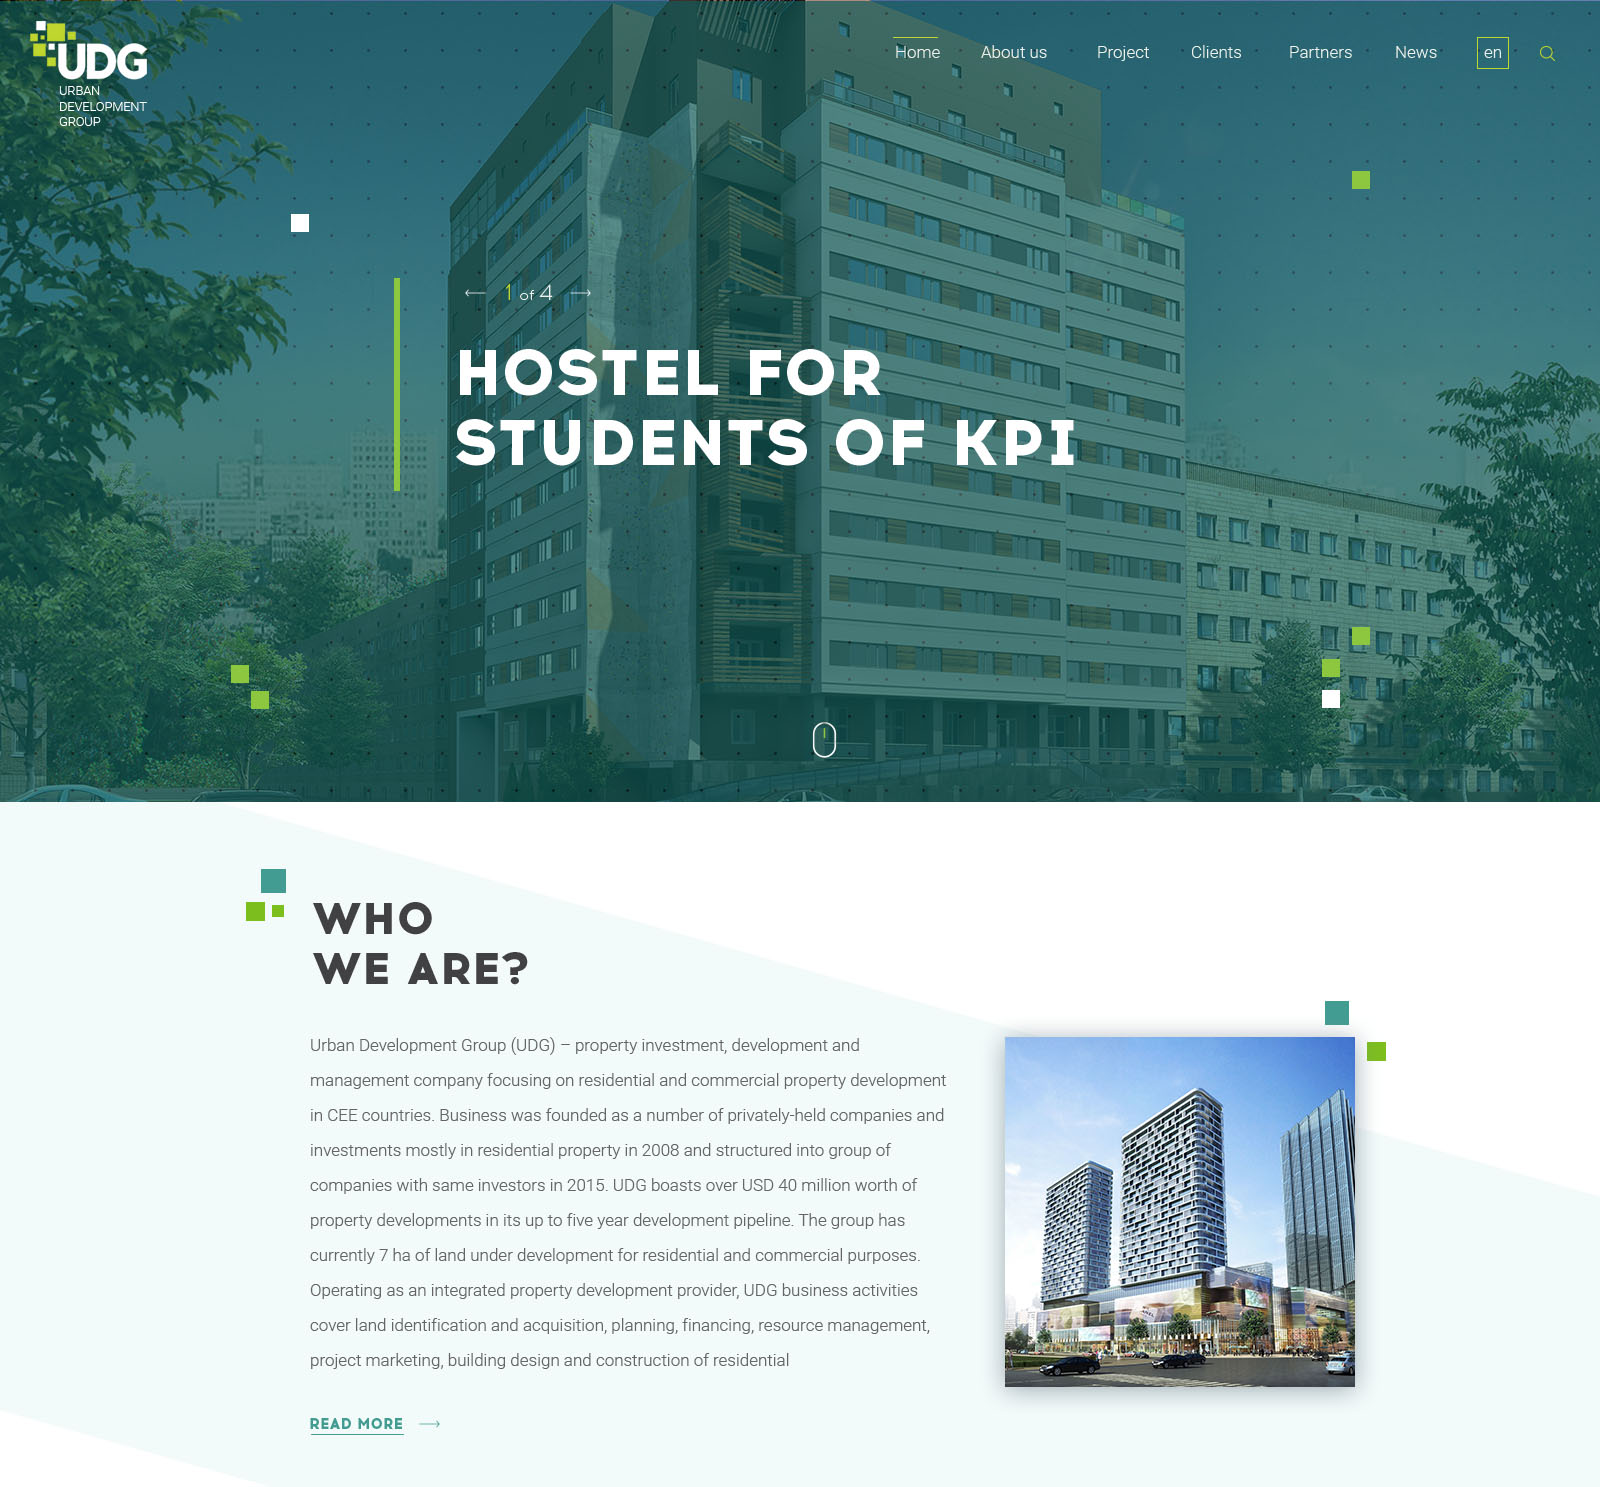 UDG
URBAN
DEVELOPMENT
GROUP
Home About us Project Clients Partners News en
1 of 4
HOSTEL FOR
STUDENTS OF KPI
WHO
WE ARE?
Urban Development Group (UDG) – property investment, development and
management company focusing on residential and commercial property development
in CEE countries. Business was founded as a number of privately-held companies and
investments mostly in residential property in 2008 and structured into group of
companies with same investors in 2015. UDG boasts over USD 40 million worth of
property developments in its up to five year development pipeline. The group has
currently 7 ha of land under development for residential and commercial purposes.
Operating as an integrated property development provider, UDG business activities
cover land identification and acquisition, planning, financing, resource management,
project marketing, building design and construction of residential
READ MORE